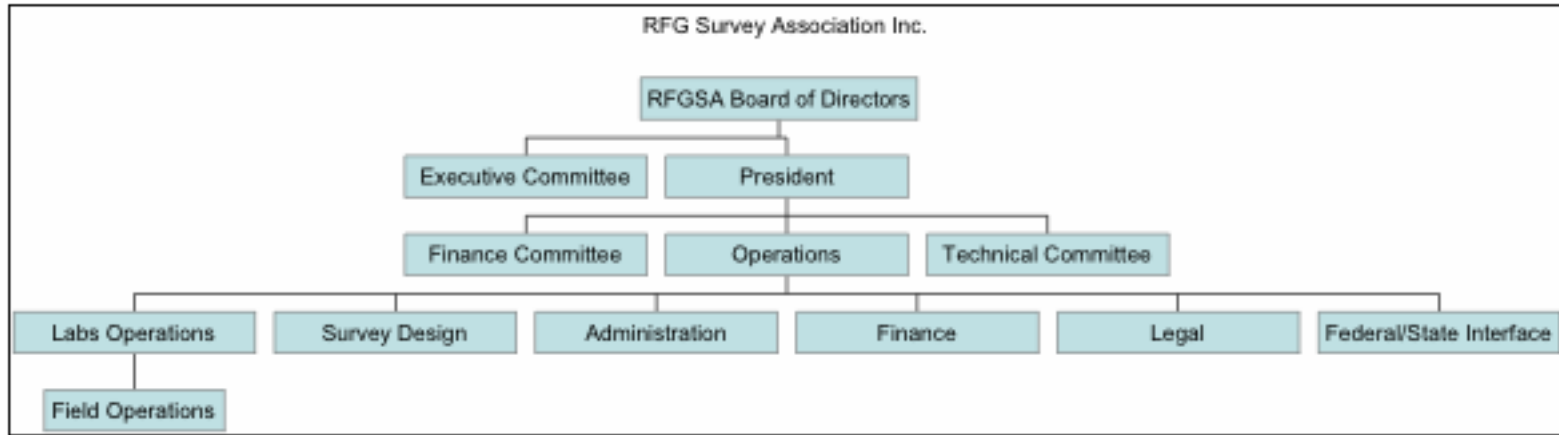 RFG Survey Association Inc.
RFGSA Board of Directors
Executive Committee
President
Finance Committee
Operations
Technical Committee
Labs Operations
Survey Design
Administration
Finance
Legal
Federal/State Interface
Field Operations